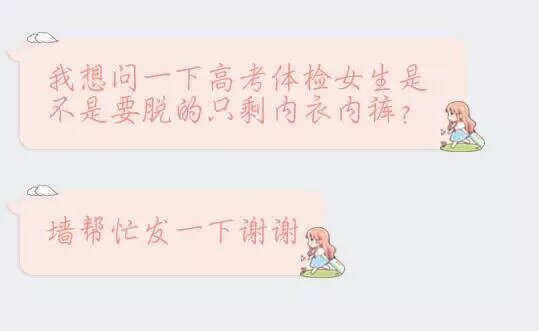 我想问一下高考体检女生是
不是要脱的只剩内衣内裤？
墙帮忙发一下谢谢